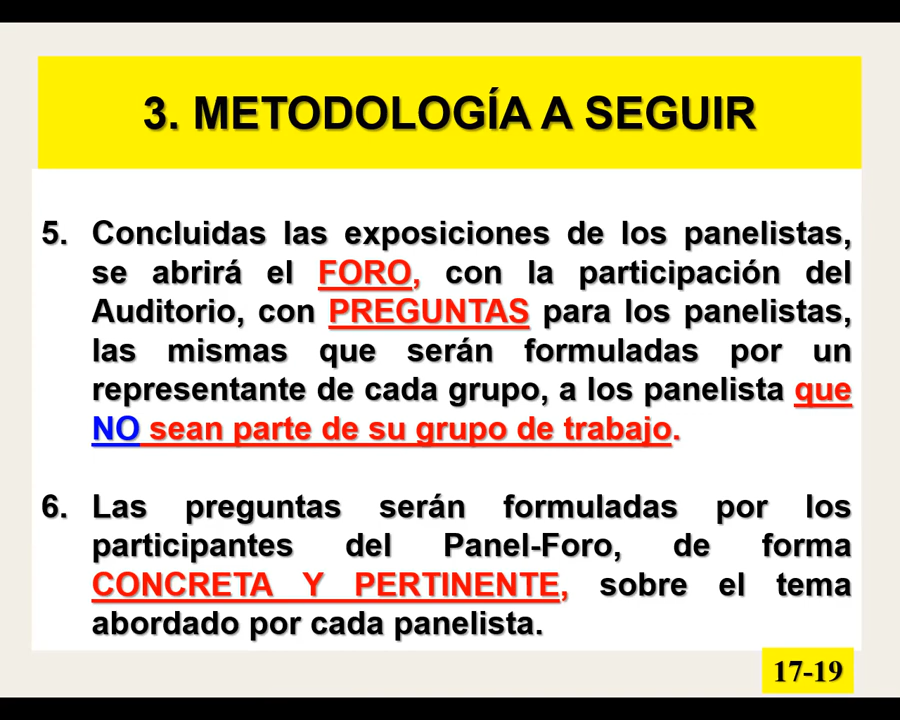 3. METODOLOGÍA A SEGUIR
5. Concluidas las exposiciones de los panelistas,
se abrirá el FORO, con la participación del
Auditorio, con PREGUNTAS para los panelistas,
las mismas que serán formuladas por un
representante de cada grupo, a los panelista que
NO sean parte de su grupo de trabajo.
6. Las preguntas serán formuladas por los
participantes del Panel-Foro, de forma
CONCRETA Y PERTINENTE, sobre el tema
abordado por cada panelista.
17-19